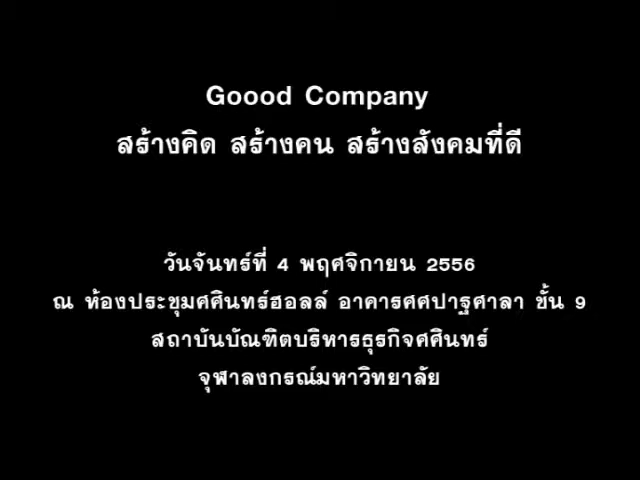 Goood Company
สร้างคิด สร้างคน สร้างสังคมที่ดี
วันจันทร์ที่ 4 พฤศจิกายน 2556
ณ ห้องประชุมศศินทร์ฮอลล์ อาคารศศปาฐศาลา ชั้น 9
สถาบันบัณฑิตบริหารธุรกิจศศินทร์
จุฬาลงกรณ์มหาวิทยาลัย